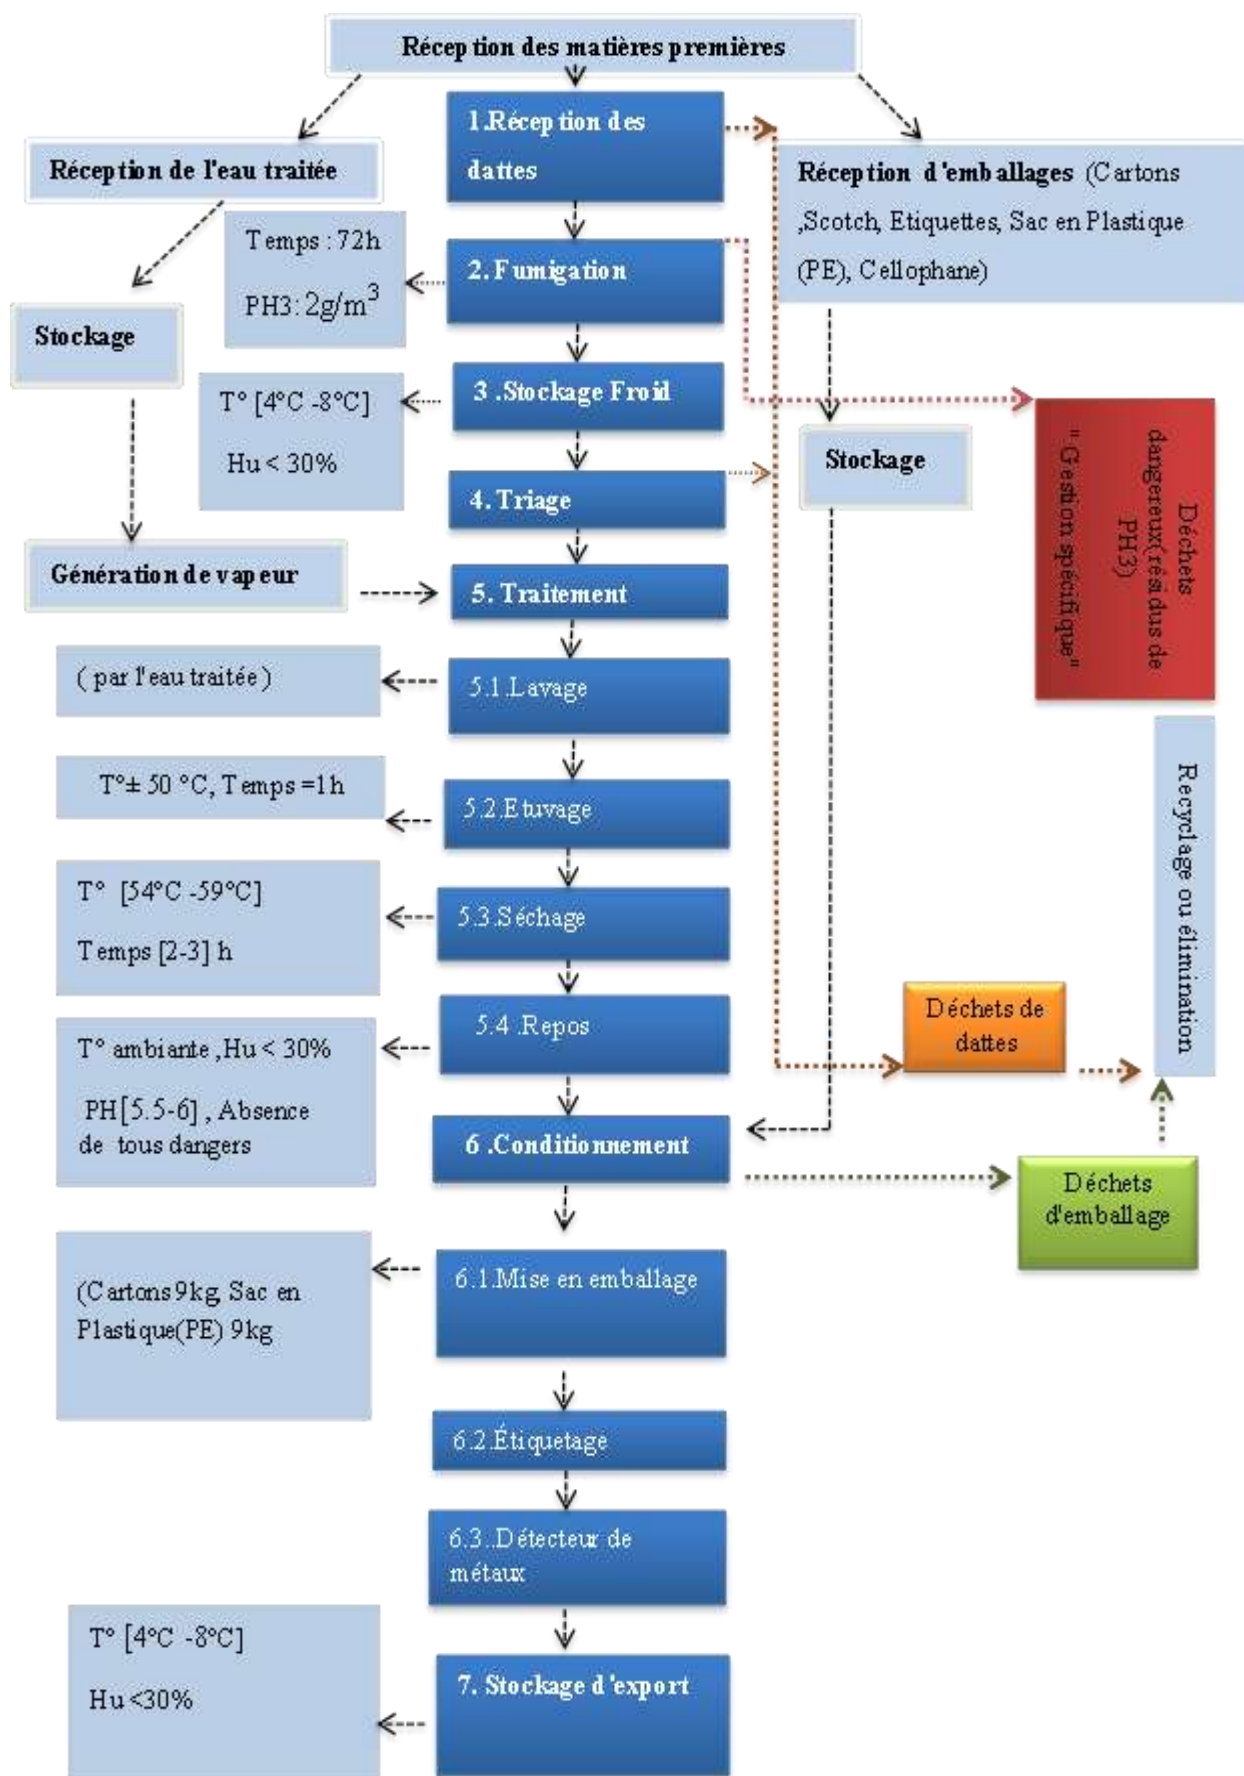 Réception des matières premières
1.Réception des
dattes
Réception de l'eau traitée
Réception d'emballages (Cartons
,Scotch, Etiquettes, Sac en Plastique
(PE), Cellophane)
Temps : 72h
PH3: 2g/m³
2. Fumigation
Stockage
T° [4°C -8°C]
Hu < 30%
3 .Stockage Froid
Déchets
dangereux(résidus de
PH3)
"Gestion spécifique"
Stockage
4. Triage
Génération de vapeur
5. Traitement
( par l'eau traitée )
5.1.Lavage
T°± 50 °C, Temps =1h
5.2.Etuvage
Recyclage ou élimination
T° [54°C -59°C]
Temps [2-3] h
5.3.Séchage
5.4 .Repos
Déchets de
dattes
T° ambiante ,Hu < 30%
PH[5.5-6] , Absence
de tous dangers
6 .Conditionnement
Déchets
d'emballage
6.1.Mise en emballage
(Cartons 9kg, Sac en
Plastique(PE) 9kg
6.2.Étiquetage
6.3..Détecteur de
métaux
T° [4°C -8°C]
Hu <30%
7. Stockage d'export